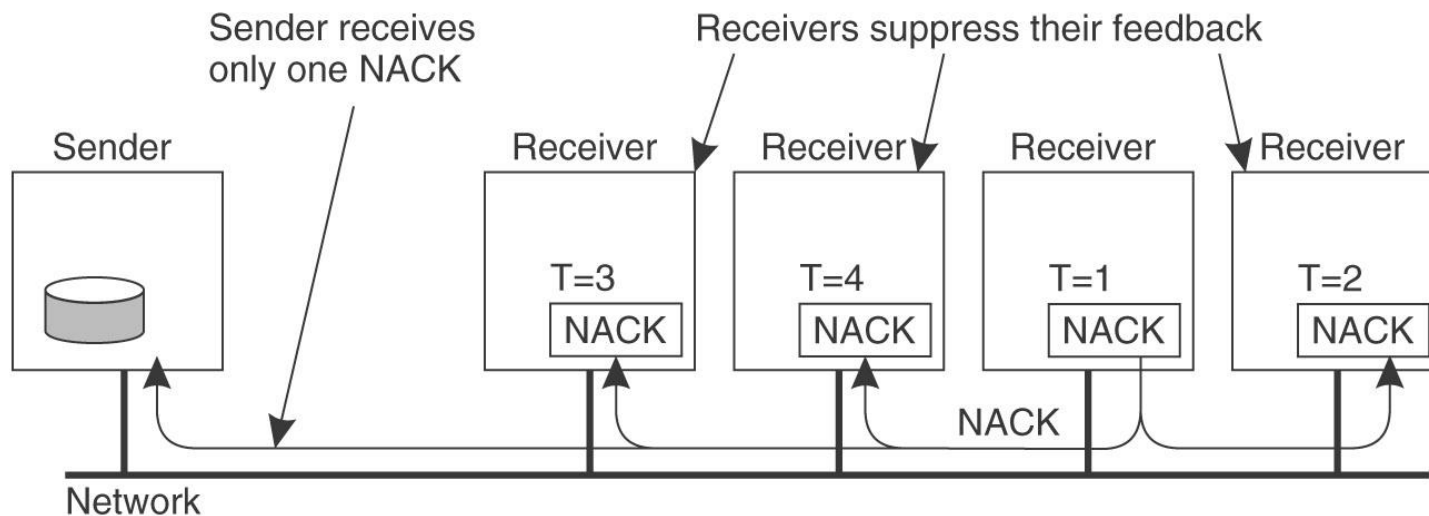 Sender receives
only one NACK
Receivers suppress their feedback
Sender
Receiver
Receiver
Receiver
Receiver
T=3
T=4
T=1
T=2
NACK
NACK
NACK
NACK
NACK
Network